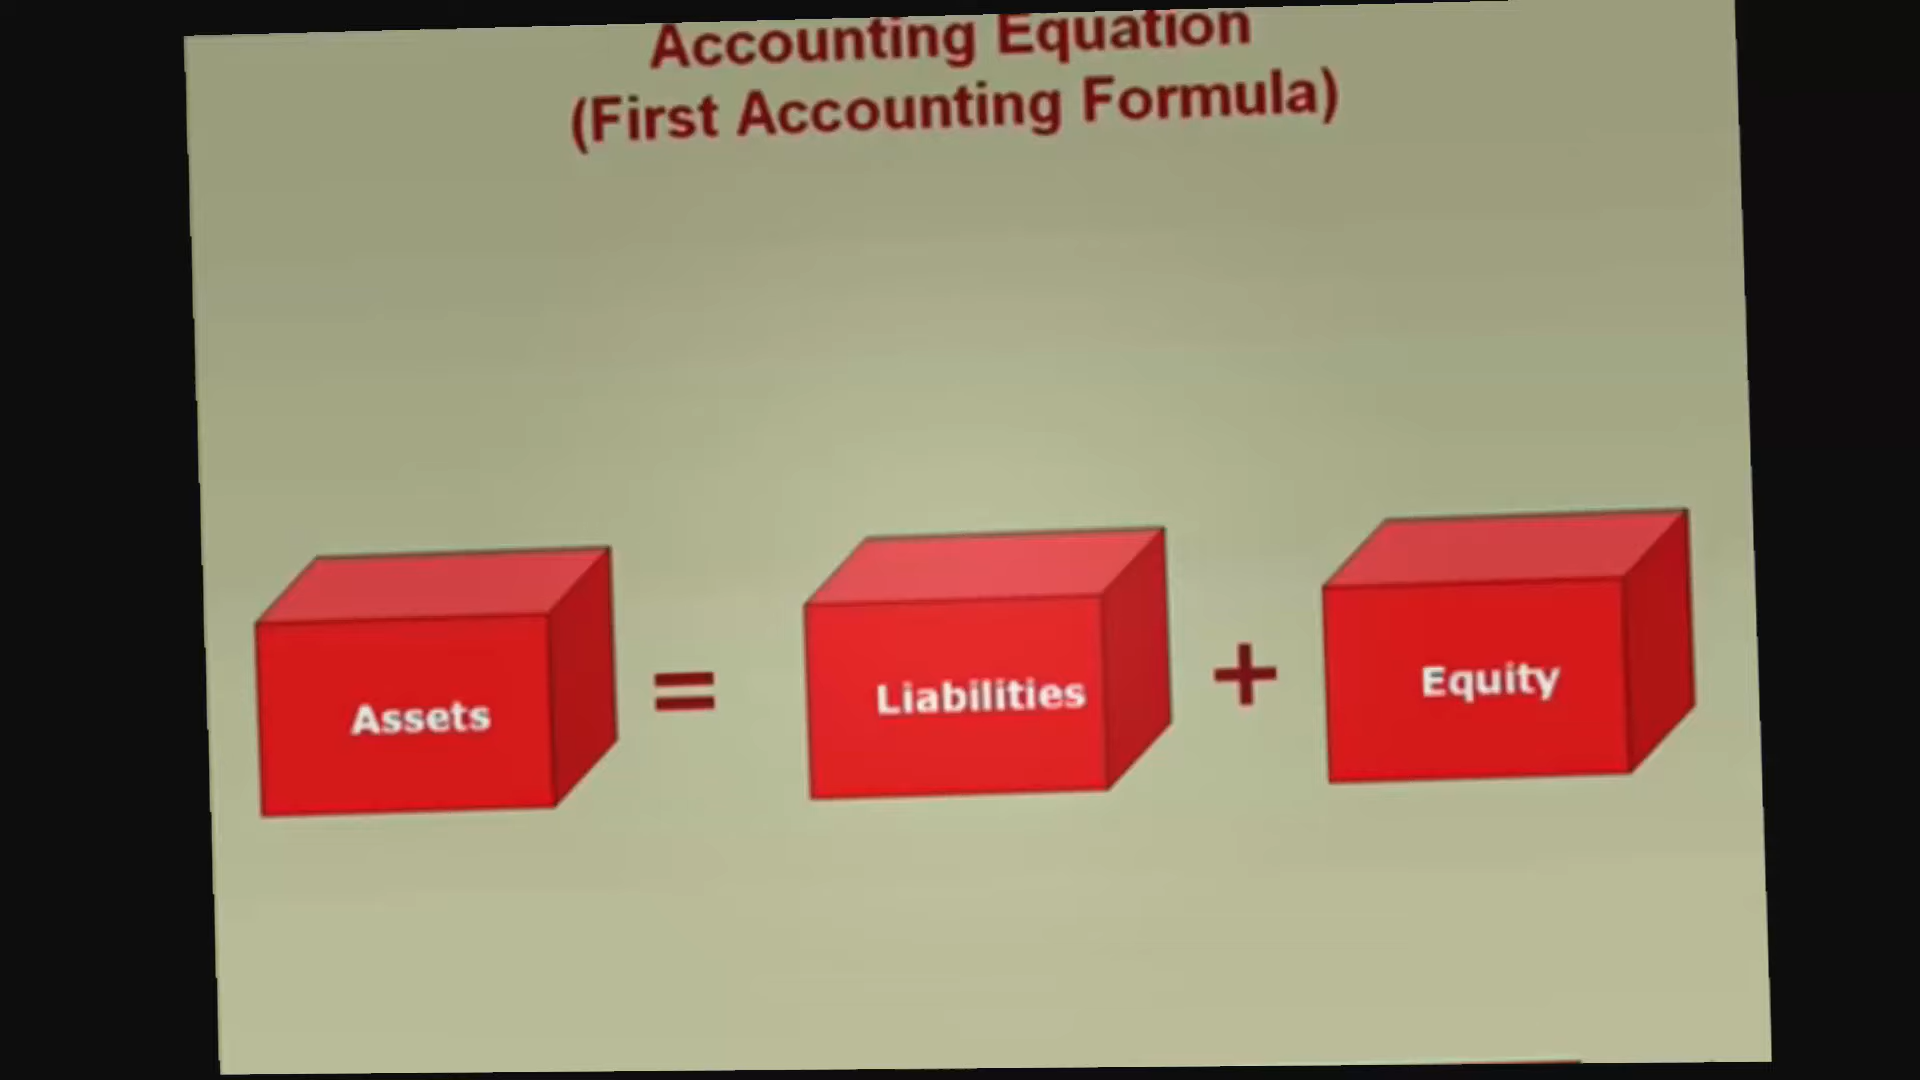 Accounting Equation
(First Accounting Formula)
Assets = Liabilities + Equity